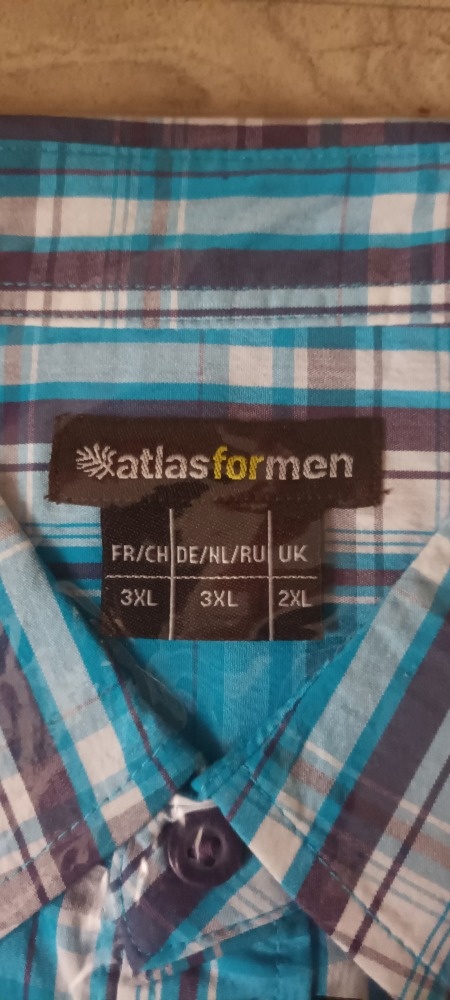 atlasformen
FR/CH DE/NL/RU UK
3XL 3XL 2XL